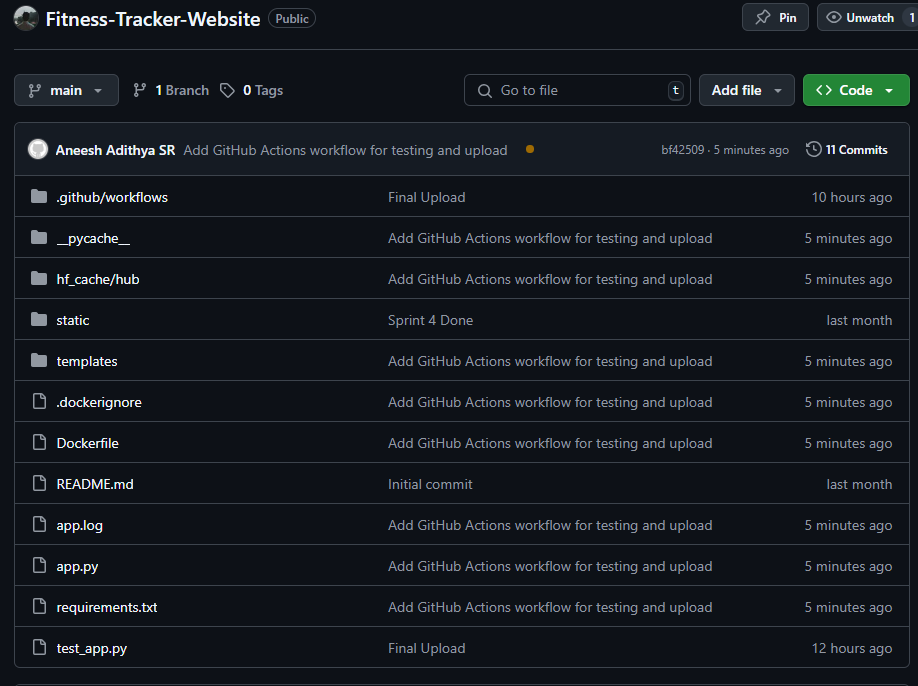 Fitness-Tracker-Website Public Pin Unwatch 1
main 1 Branch 0 Tags Go to file t Add file Code
Aneesh Adithya SR Add GitHub Actions workflow for testing and upload bf42509 · 5 minutes ago 11 Commits
.github/workflows Final Upload 10 hours ago
__pycache__ Add GitHub Actions workflow for testing and upload 5 minutes ago
hf_cache/hub Add GitHub Actions workflow for testing and upload 5 minutes ago
static Sprint 4 Done last month
templates Add GitHub Actions workflow for testing and upload 5 minutes ago
.dockerignore Add GitHub Actions workflow for testing and upload 5 minutes ago
Dockerfile Add GitHub Actions workflow for testing and upload 5 minutes ago
README.md Initial commit last month
app.log Add GitHub Actions workflow for testing and upload 5 minutes ago
app.py Add GitHub Actions workflow for testing and upload 5 minutes ago
requirements.txt Add GitHub Actions workflow for testing and upload 5 minutes ago
test_app.py Final Upload 12 hours ago